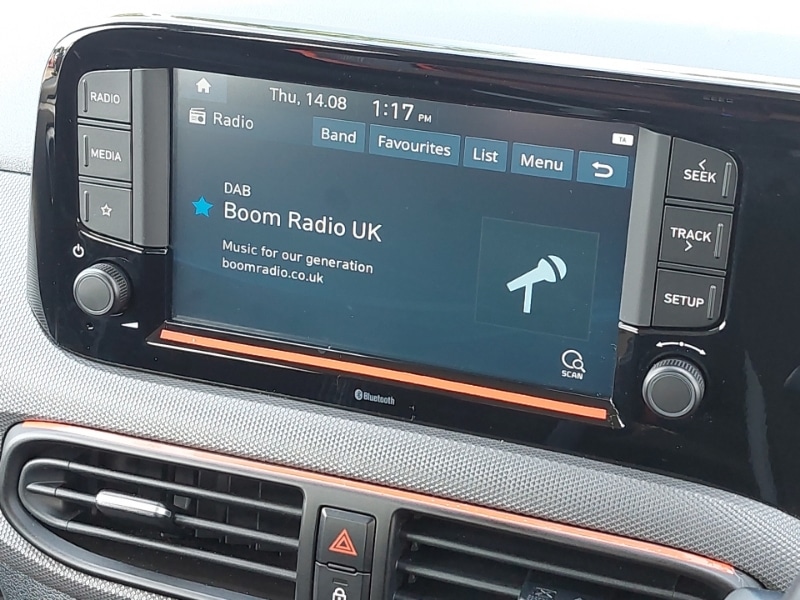 RADIO
MEDIA
Thu, 14.08 1:17 PM
TA
Radio
Band Favourites List Menu
DAB
Boom Radio UK
Music for our generation
boomradio.co.uk
SCAN
SEEK
TRACK
SETUP
Bluetooth